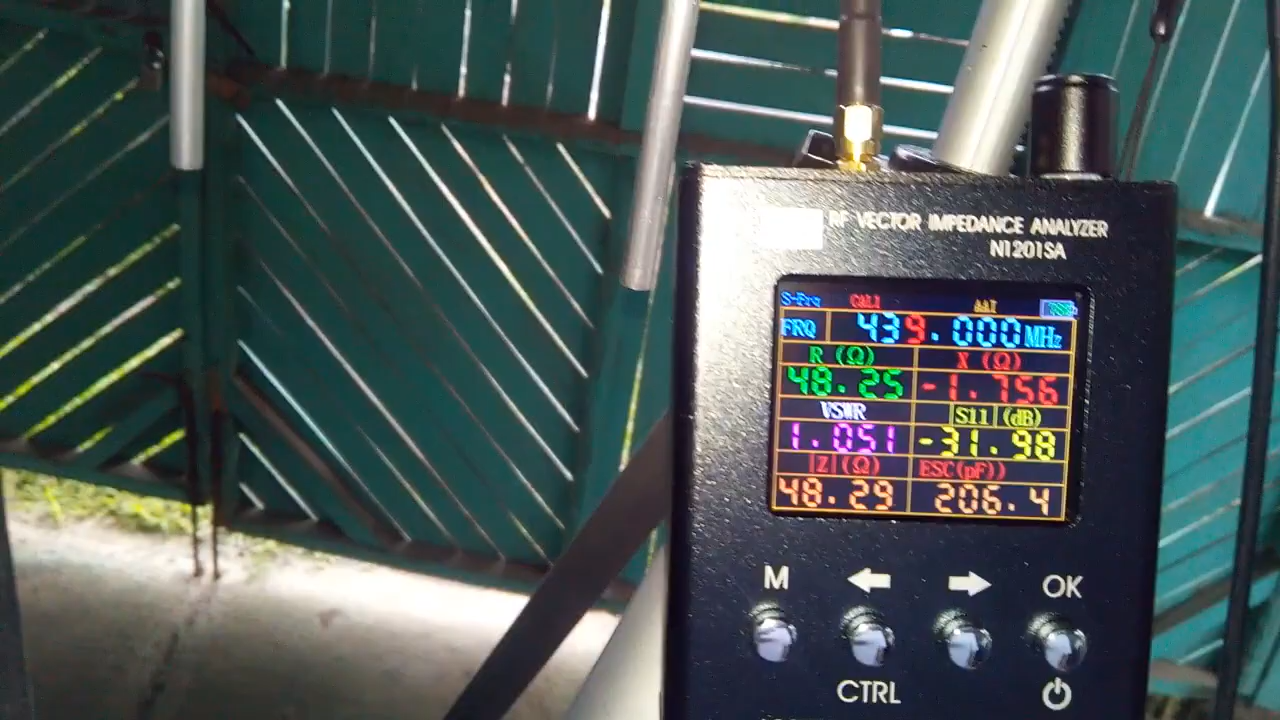 RF VECTOR IMPEDANCE ANALYZER
N1201SA
S-Frq CAL1 AAI
FRQ 439.000MHz
R (Ω) X (Ω)
48.25 -1.756
VSWR |S11|(dB)
1.051 -31.98
|Z|(Ω) ESC(pF))
48.29 206.4
M OK
CTRL